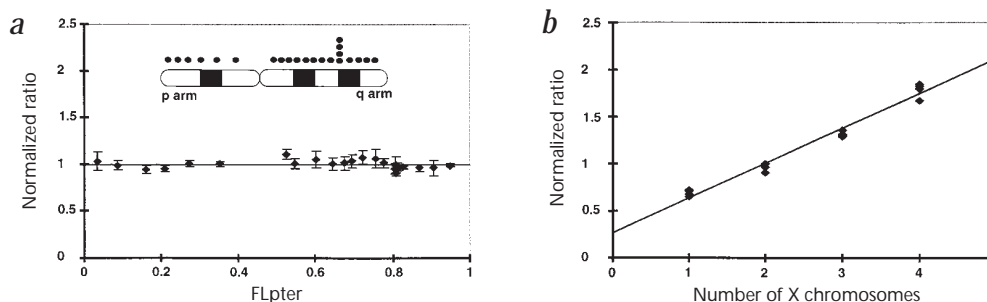 a
Normalized ratio
2.5
2
1.5
1
0.5
0
p arm
q arm
0 0.2 0.4 0.6 0.8 1
FLpter
b
Normalized ratio
2.5
2
1.5
1
0.5
0
0 1 2 3 4
Number of X chromosomes